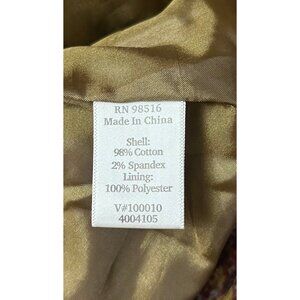 RN 98516
Made In China
Shell:
98% Cotton
2% Spandex
Lining:
100% Polyester
V#100010
4004105